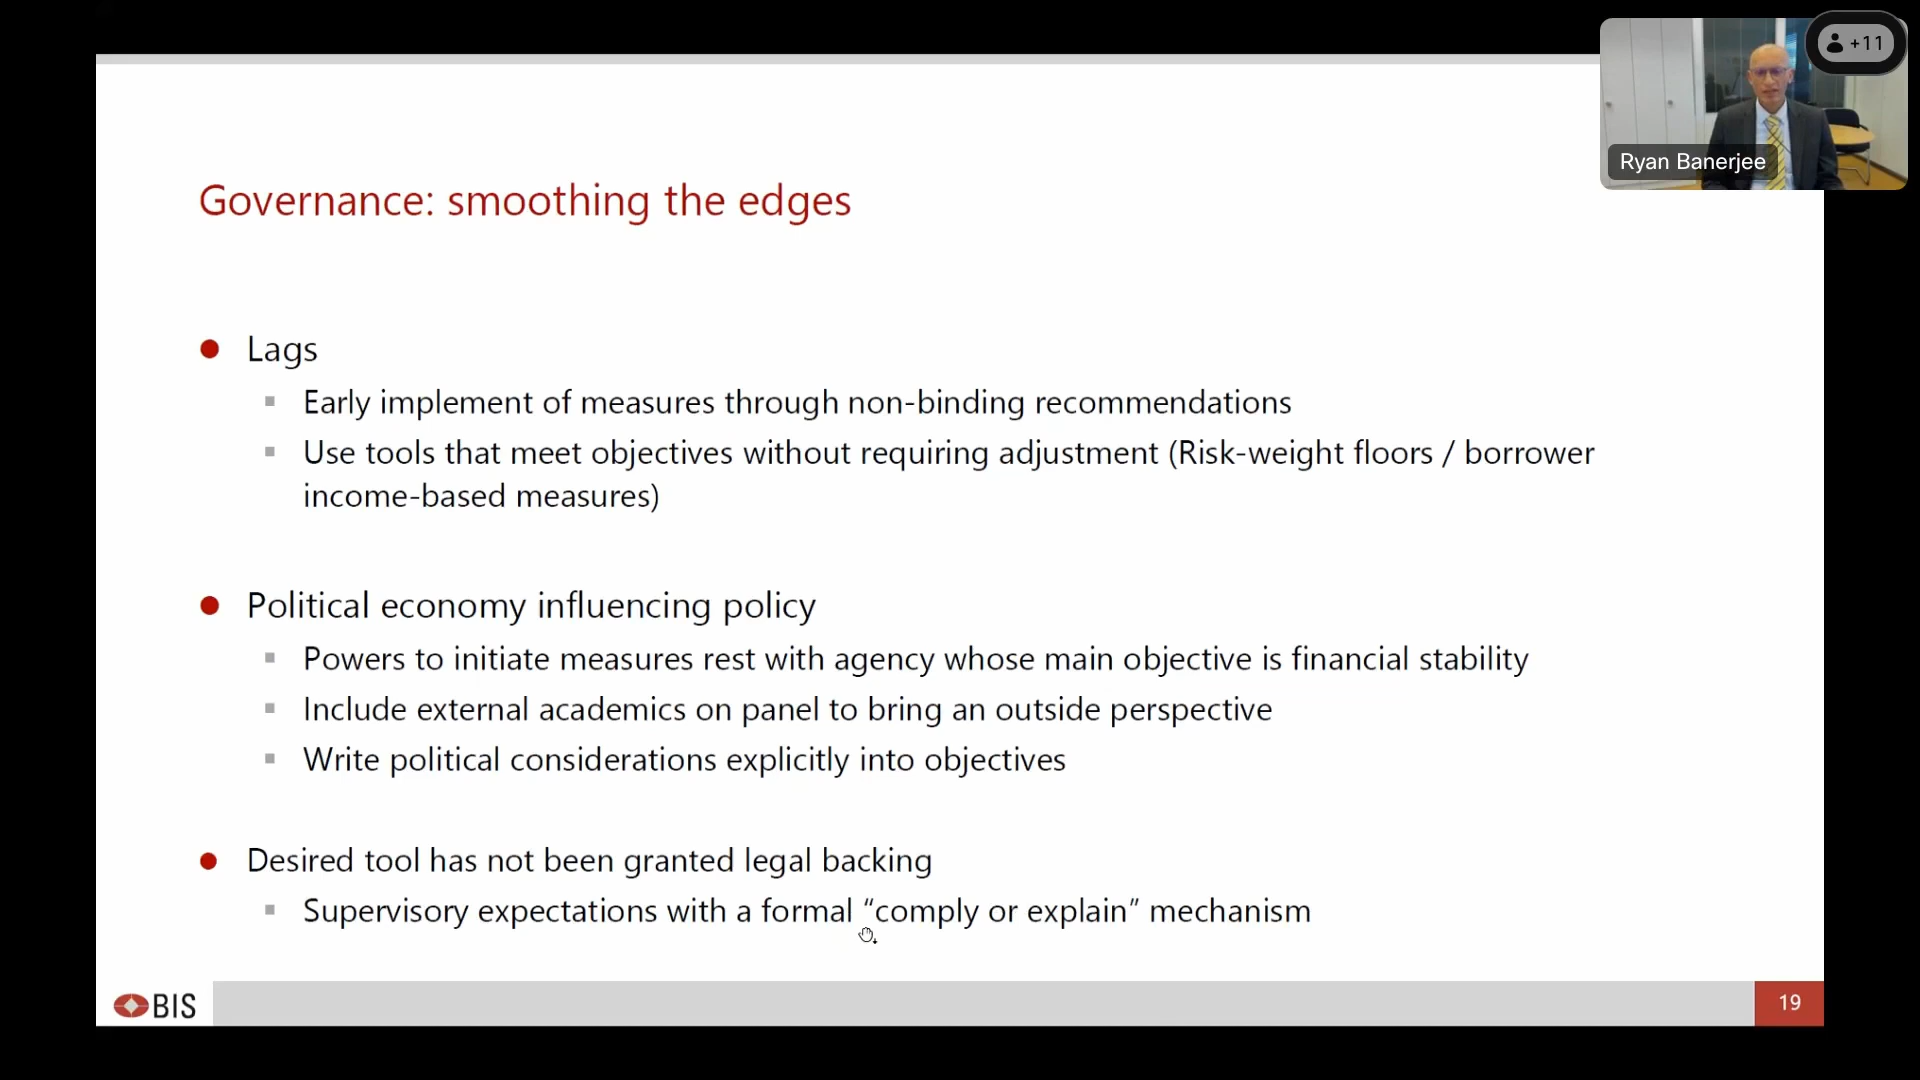 +11
Ryan Banerjee
Governance: smoothing the edges
Lags
Early implement of measures through non-binding recommendations
Use tools that meet objectives without requiring adjustment (Risk-weight floors / borrower
income-based measures)
Political economy influencing policy
Powers to initiate measures rest with agency whose main objective is financial stability
Include external academics on panel to bring an outside perspective
Write political considerations explicitly into objectives
Desired tool has not been granted legal backing
Supervisory expectations with a formal “comply or explain” mechanism
BIS
19